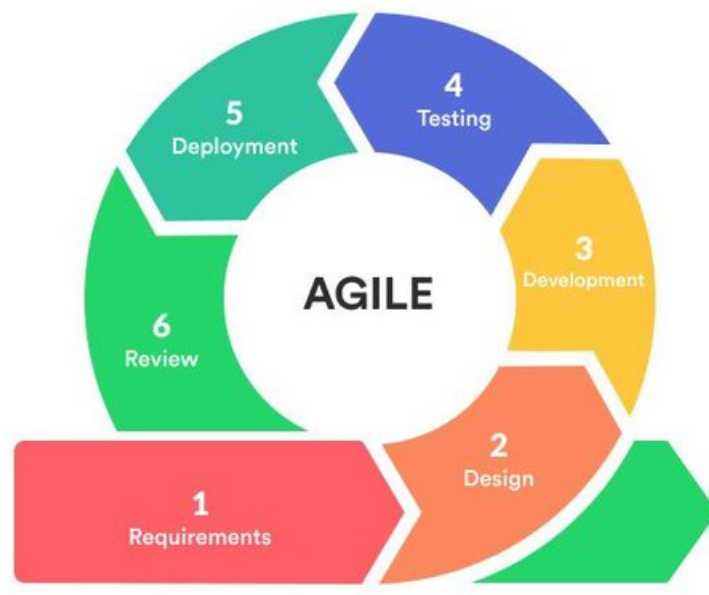 AGILE
1
Requirements
2
Design
3
Development
4
Testing
5
Deployment
6
Review